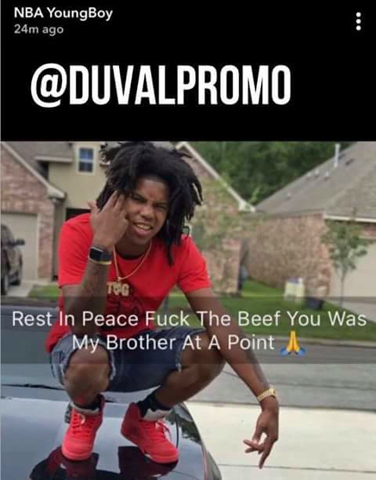 NBA YoungBoy
24m ago
@DUVALPROMO
Rest In Peace Fuck The Beef You Was
My Brother At A Point 🙏